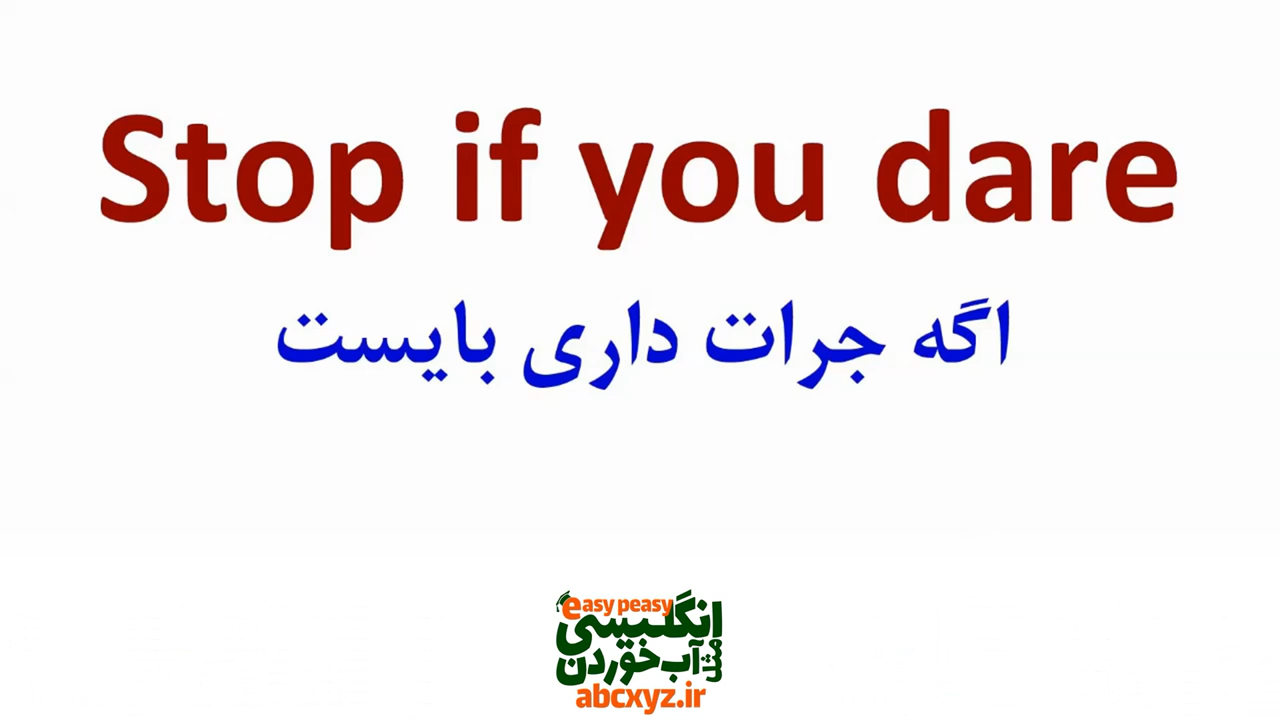 Stop if you dare
اگه جرات داری بایست
easy peasy
انگلیسی
مثل آب خوردن
abcxyz.ir